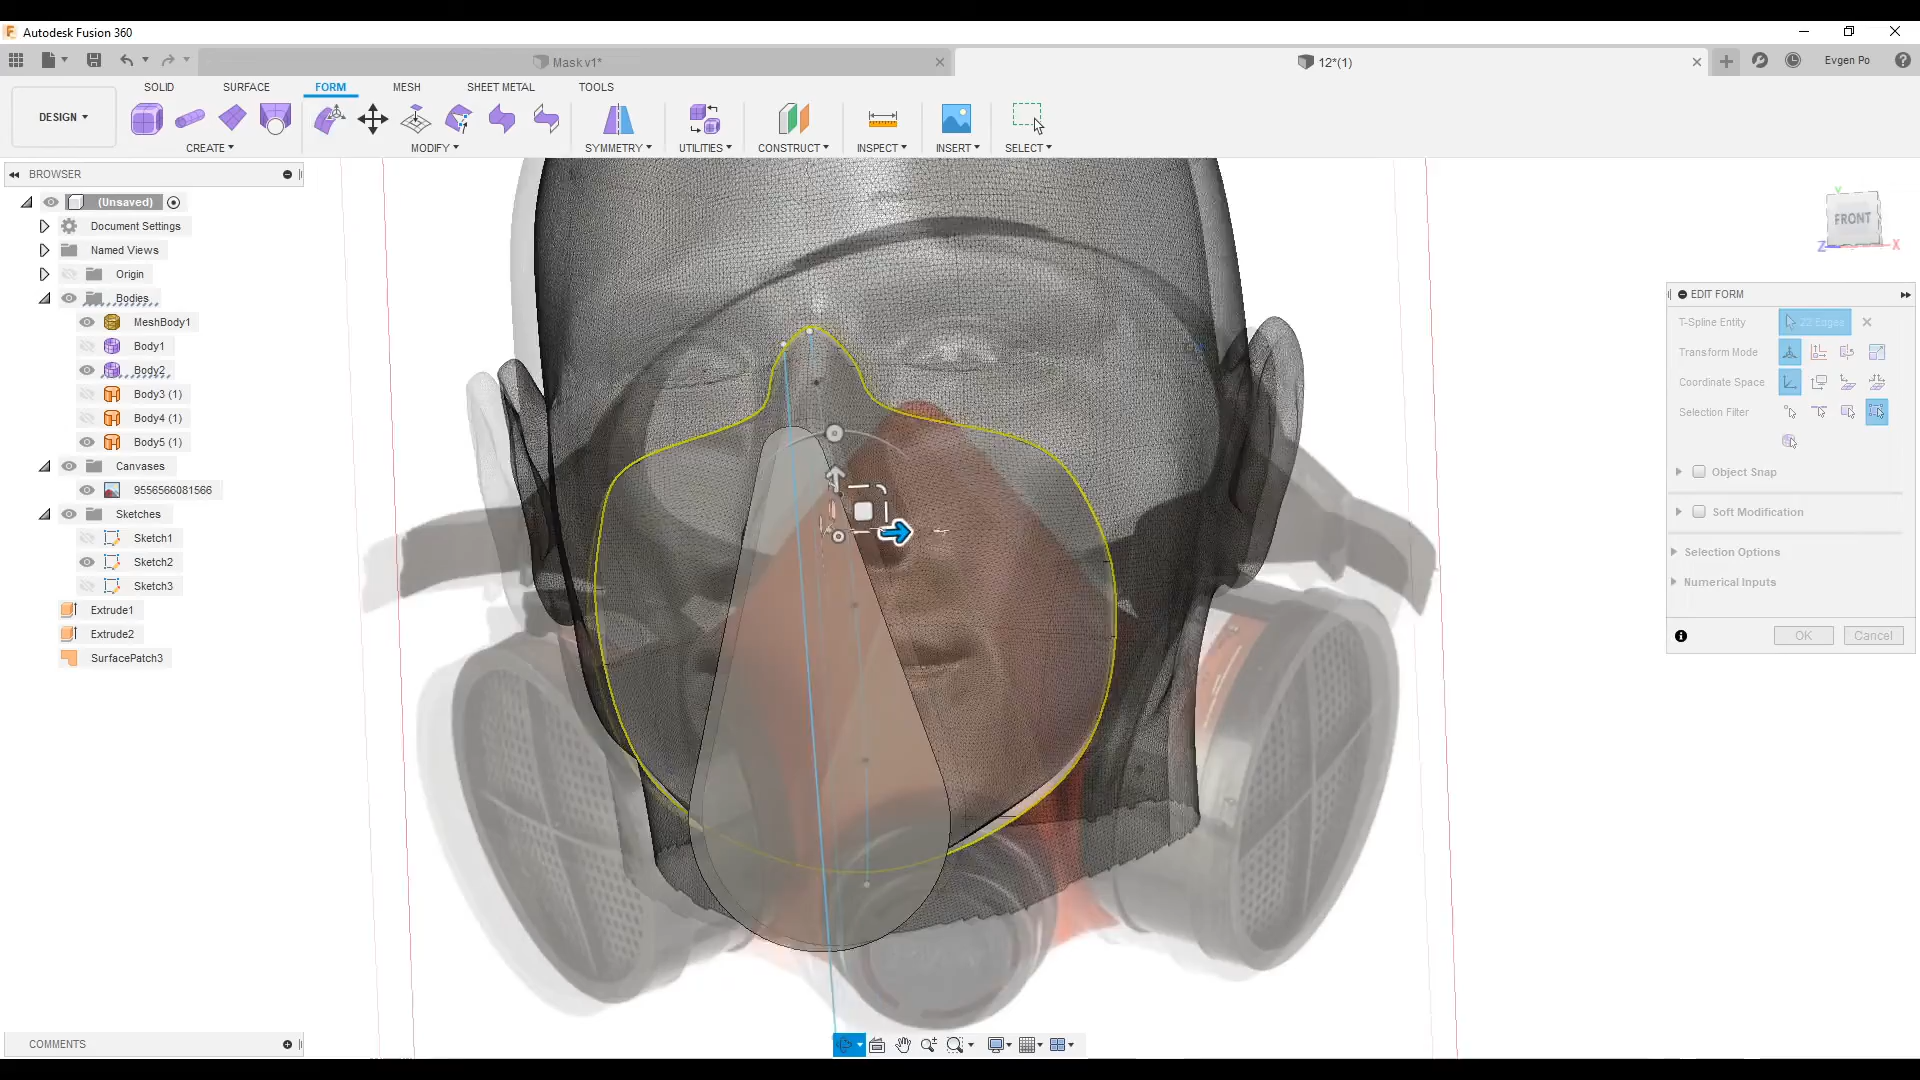 Autodesk Fusion 360
Mask v1*
12*(1)
Evgen Po
DESIGN
SOLID
SURFACE
FORM
MESH
SHEET METAL
TOOLS
CREATE
MODIFY
SYMMETRY
UTILITIES
CONSTRUCT
INSPECT
INSERT
SELECT
BROWSER
(Unsaved)
Document Settings
Named Views
Origin
Bodies
MeshBody1
Body1
Body2
Body3 (1)
Body4 (1)
Body5 (1)
Canvases
9556566081566
Sketches
Sketch1
Sketch2
Sketch3
Extrude1
Extrude2
SurfacePatch3
Y
FRONT
Z
X
EDIT FORM
T-Spline Entity
22 Edges
Transform Mode
Coordinate Space
Selection Filter
Object Snap
Soft Modification
Selection Options
Numerical Inputs
OK
Cancel
COMMENTS